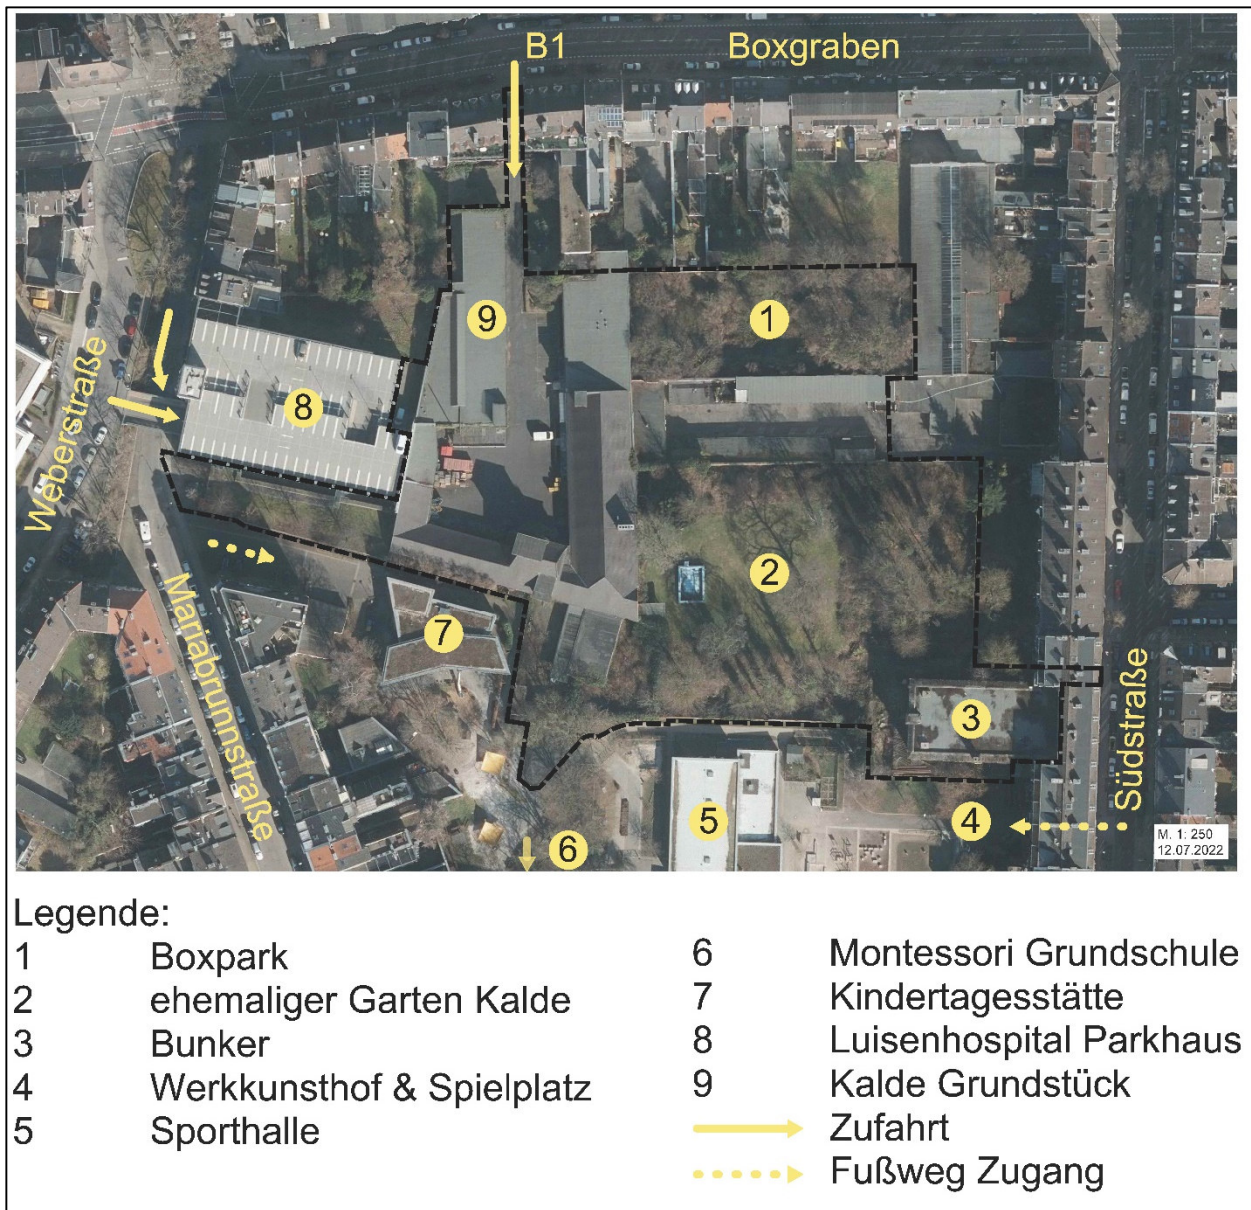 B1
Boxgraben
1
9
8
Weberstraße
2
7
Mariabrunnstraße
3
Südstraße
5
4
6
M. 1: 250
12.07.2022
Legende:
1 Boxpark
2 ehemaliger Garten Kalde
3 Bunker
4 Werkkunsthof & Spielplatz
5 Sporthalle
6 Montessori Grundschule
7 Kindertagesstätte
8 Luisenhospital Parkhaus
9 Kalde Grundstück
Zufahrt
Fußweg Zugang